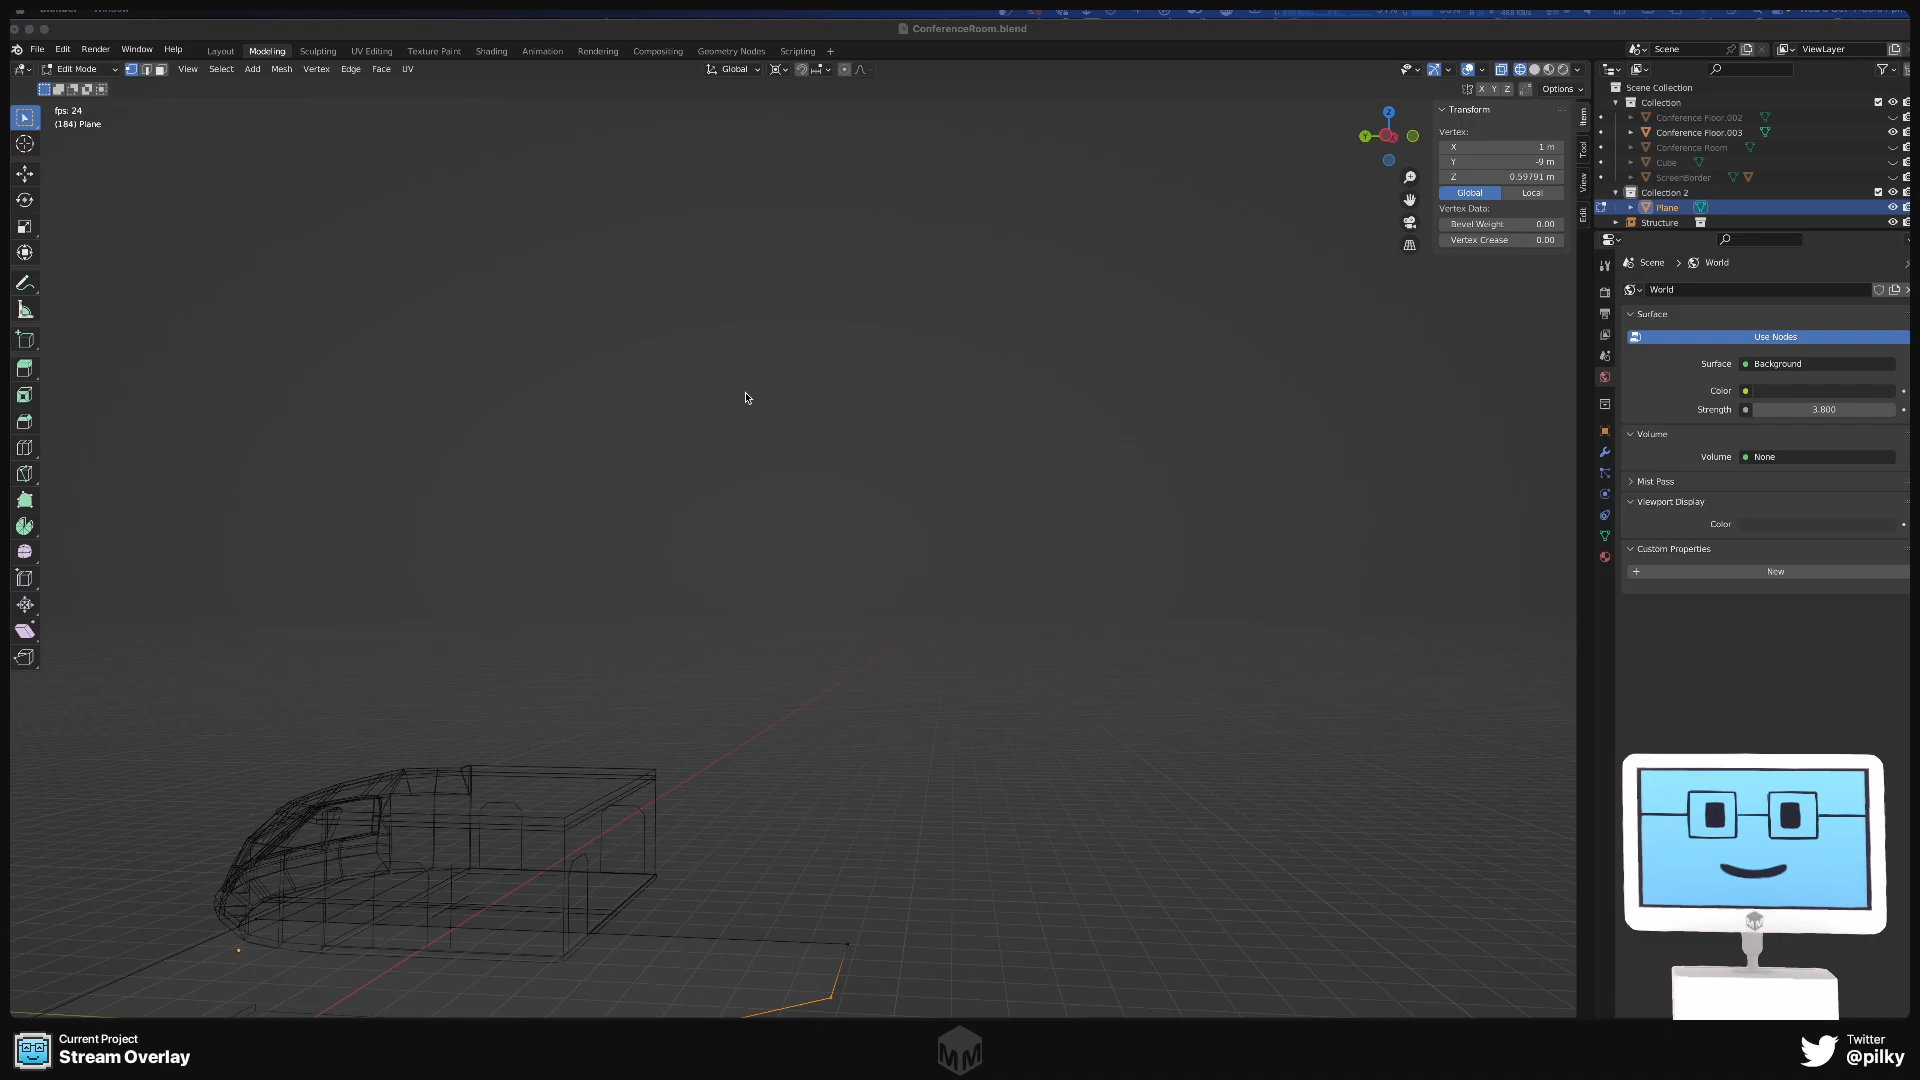 ConferenceRoom.blend
File Edit Render Window Help Layout Modeling Sculpting UV Editing Texture Paint Shading Animation Rendering Compositing Geometry Nodes Scripting + Scene ViewLayer
Edit Mode View Select Add Mesh Vertex Edge Face UV Global
X Y Z Options
fps: 24
(184) Plane
Z
Y
Transform
Vertex:
X 1 m
Y -9 m
Z 0.59791 m
Global Local
Vertex Data:
Bevel Weight 0.00
Vertex Crease 0.00
Item
Tool
View
Edit
Scene Collection
Collection
Conference Floor.002
Conference Floor.003
Conference Room
Cube
ScreenBorder
Collection 2
Plane
Structure
Scene > World
World
Surface
Use Nodes
Surface Background
Color
Strength 3.800
Volume
Volume None
Mist Pass
Viewport Display
Color
Custom Properties
+ New
Current Project
Stream Overlay
MM
Twitter
@pilky